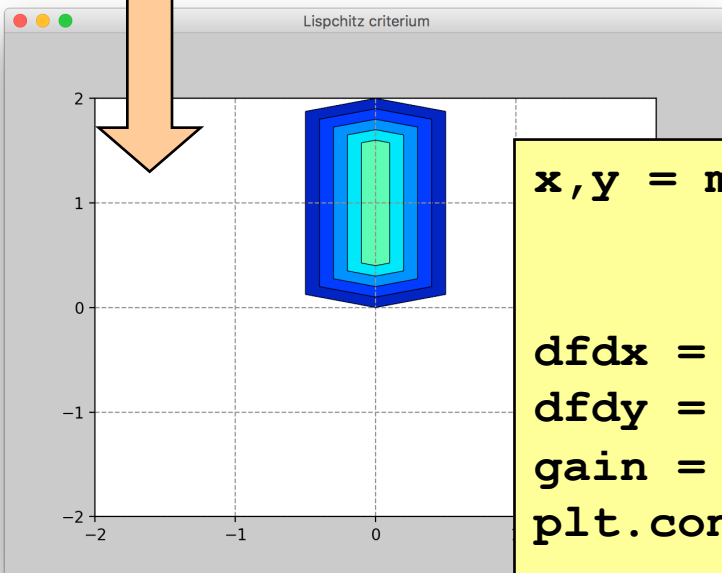 Lispchitz criterium
2
1
0
−1
−2
−2
−1
0
x,y = m
dfdx =
dfdy =
gain =
plt.con